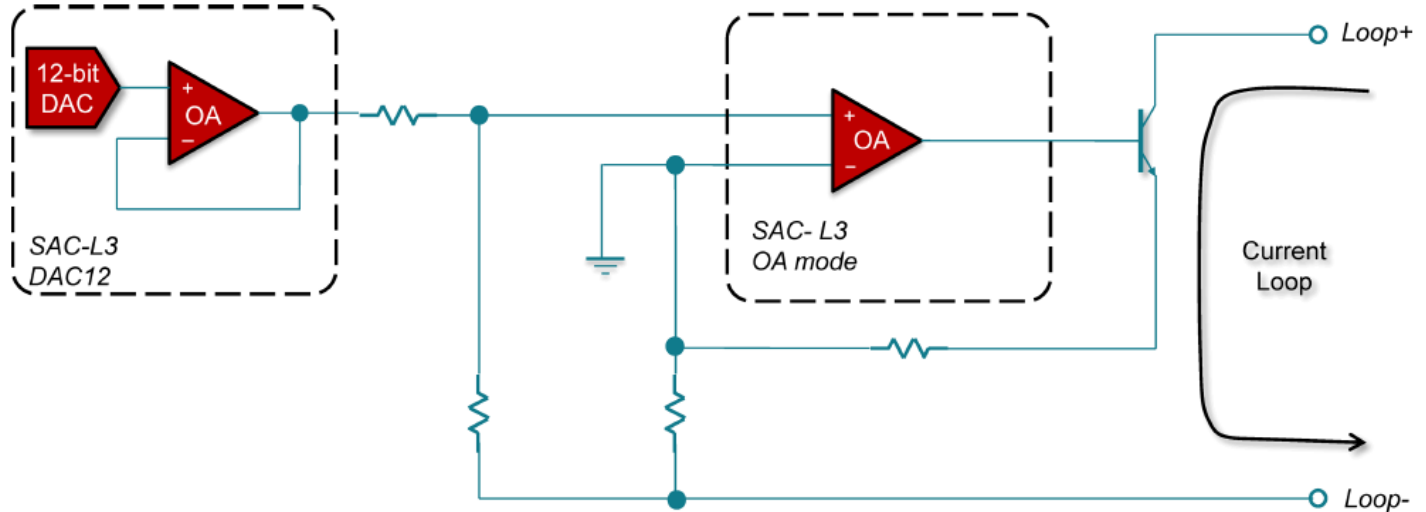 12-bit
DAC
+
OA
−
SAC-L3
DAC12
+
OA
−
SAC- L3
OA mode
Loop+
Current
Loop
Loop-